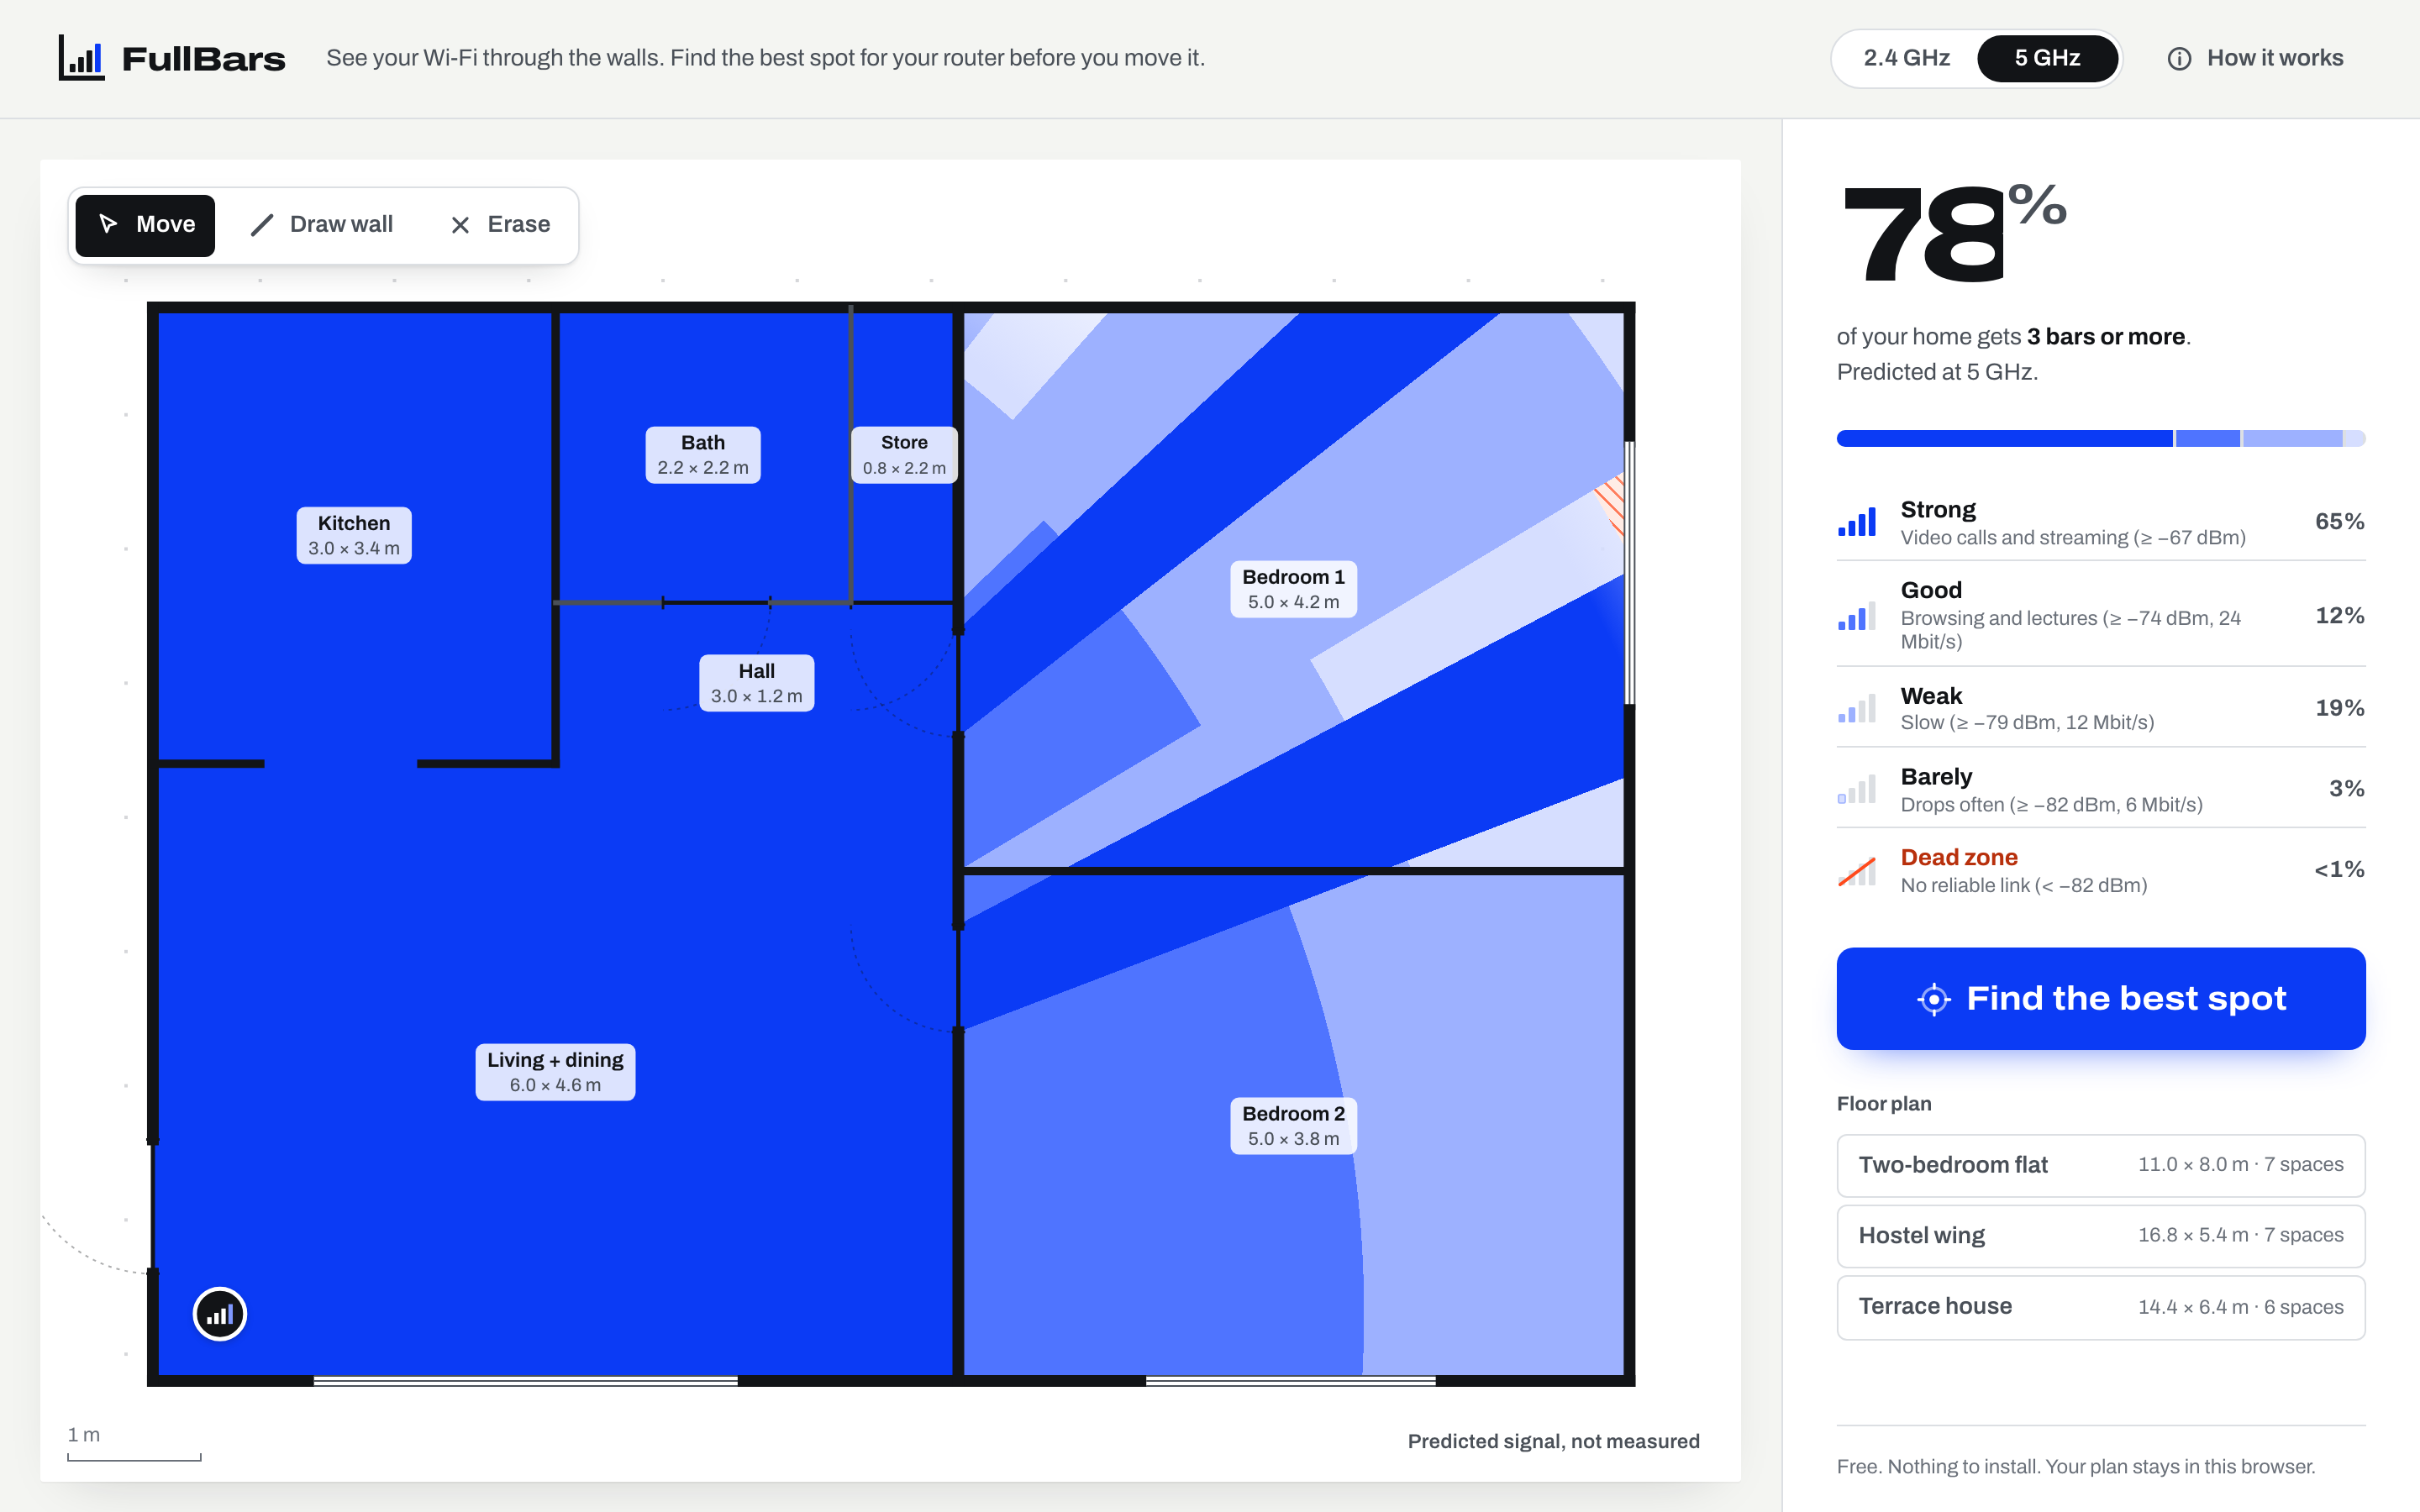 FullBars
See your Wi-Fi through the walls. Find the best spot for your router before you move it.
2.4 GHz
5 GHz
How it works
Move
Draw wall
Erase
Kitchen
3.0 × 3.4 m
Bath
2.2 × 2.2 m
Store
0.8 × 2.2 m
Hall
3.0 × 1.2 m
Bedroom 1
5.0 × 4.2 m
Living + dining
6.0 × 4.6 m
Bedroom 2
5.0 × 3.8 m
1 m
Predicted signal, not measured
78%
of your home gets 3 bars or more.
Predicted at 5 GHz.
Strong
Video calls and streaming (≥ −67 dBm)
65%
Good
Browsing and lectures (≥ −74 dBm, 24
Mbit/s)
12%
Weak
Slow (≥ −79 dBm, 12 Mbit/s)
19%
Barely
Drops often (≥ −82 dBm, 6 Mbit/s)
3%
Dead zone
No reliable link (< −82 dBm)
<1%
Find the best spot
Floor plan
Two-bedroom flat
11.0 × 8.0 m · 7 spaces
Hostel wing
16.8 × 5.4 m · 7 spaces
Terrace house
14.4 × 6.4 m · 6 spaces
Free. Nothing to install. Your plan stays in this browser.